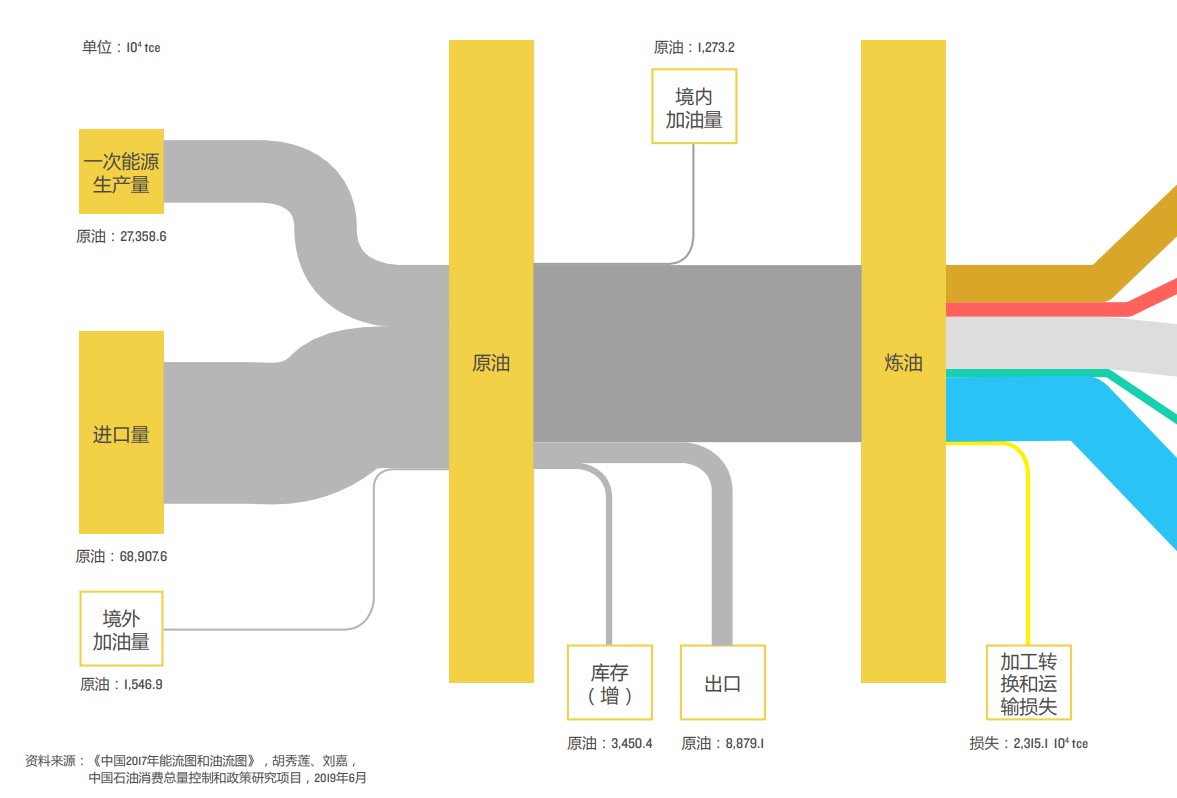 单位：10⁴ tce
原油：1,273.2
境内
加油量
一次能源
生产量
原油：27,358.6
原油
炼油
进口量
原油：68,907.6
境外
加油量
原油：1,546.9
库存
（增）
原油：3,450.4
出口
原油：8,879.1
加工转
换和运
输损失
损失：2,315.1 10⁴ tce
资料来源：《中国2017年能流图和油流图》，胡秀莲、刘嘉，
中国石油消费总量控制和政策研究项目，2019年6月